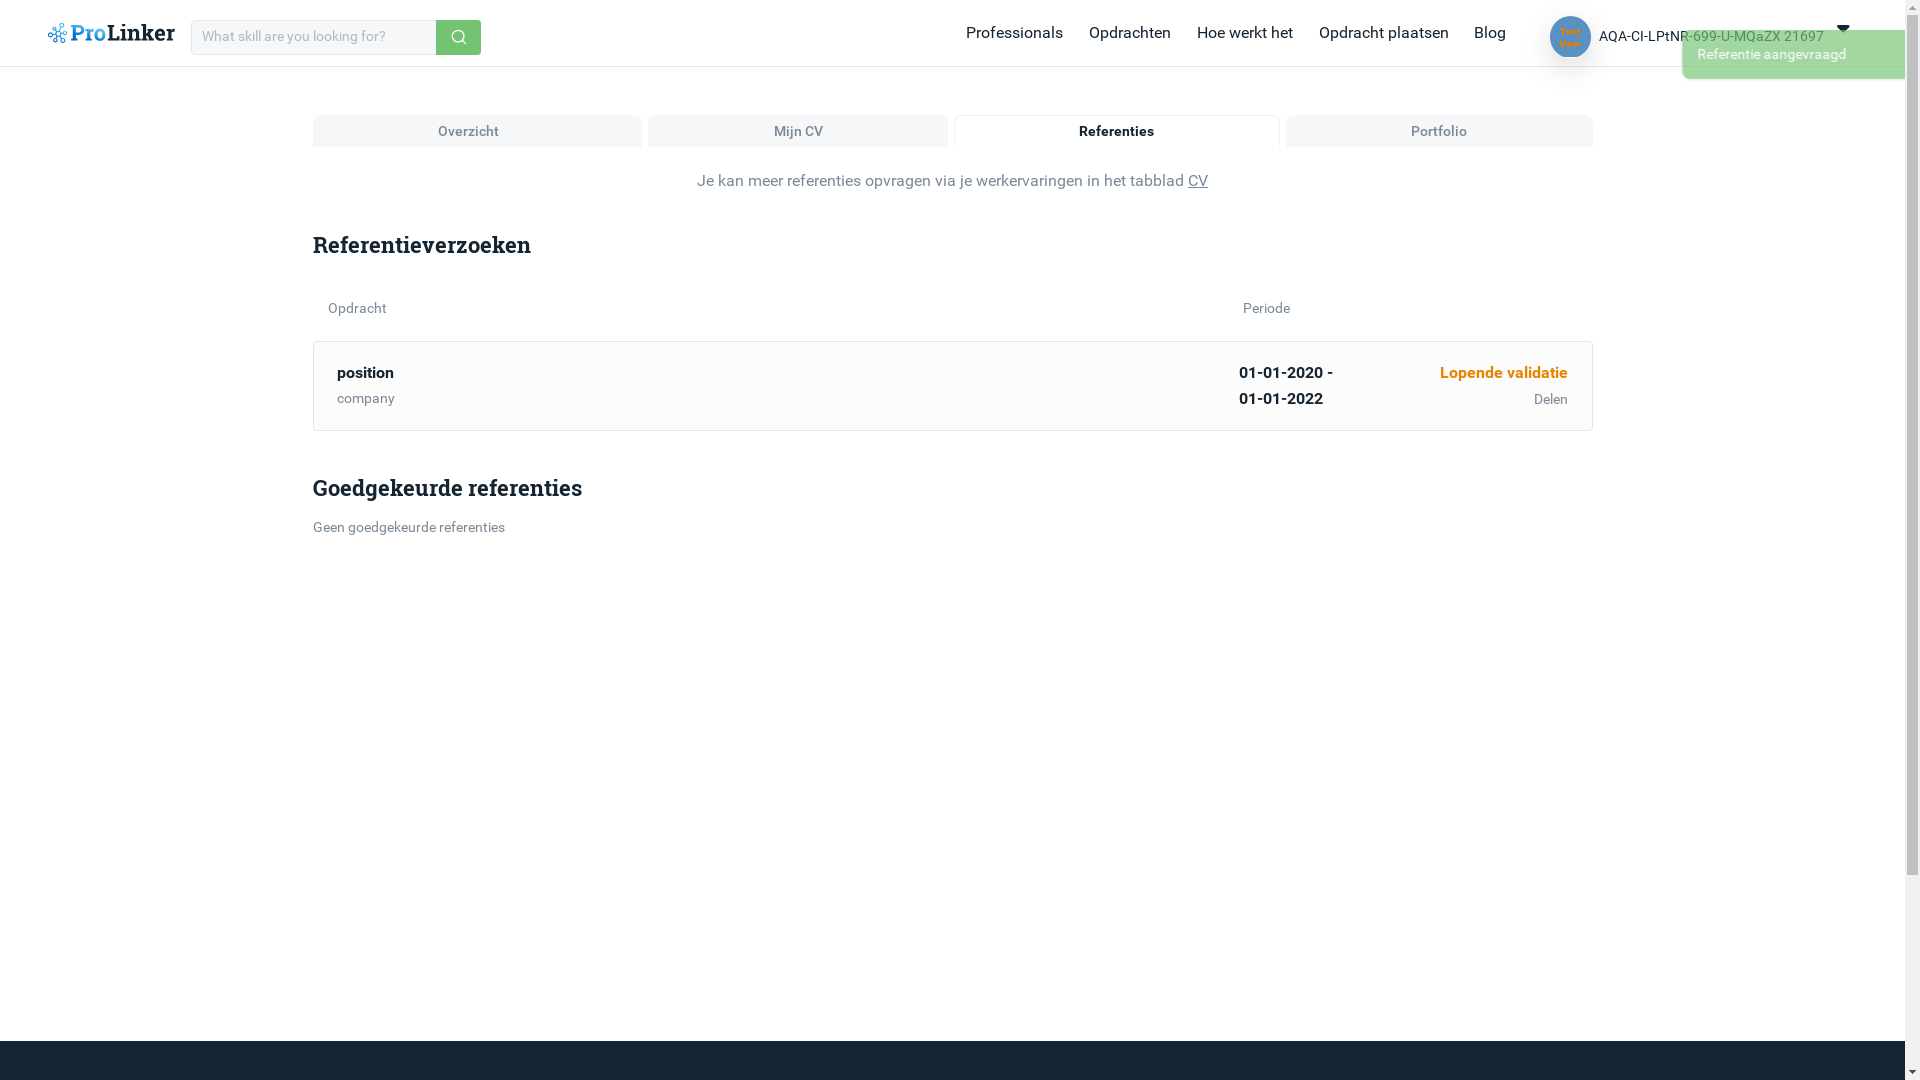 ProLinker
What skill are you looking for?
Professionals
Opdrachten
Hoe werkt het
Opdracht plaatsen
Blog
Test
User
AQA-CI-LPtNR-699-U-MQaZX 21697
Referentie aangevraagd
Overzicht
Mijn CV
Referenties
Portfolio
Je kan meer referenties opvragen via je werkervaringen in het tabblad CV
Referentieverzoeken
Opdracht
Periode
position
company
01-01-2020 -
01-01-2022
Lopende validatie
Delen
Goedgekeurde referenties
Geen goedgekeurde referenties